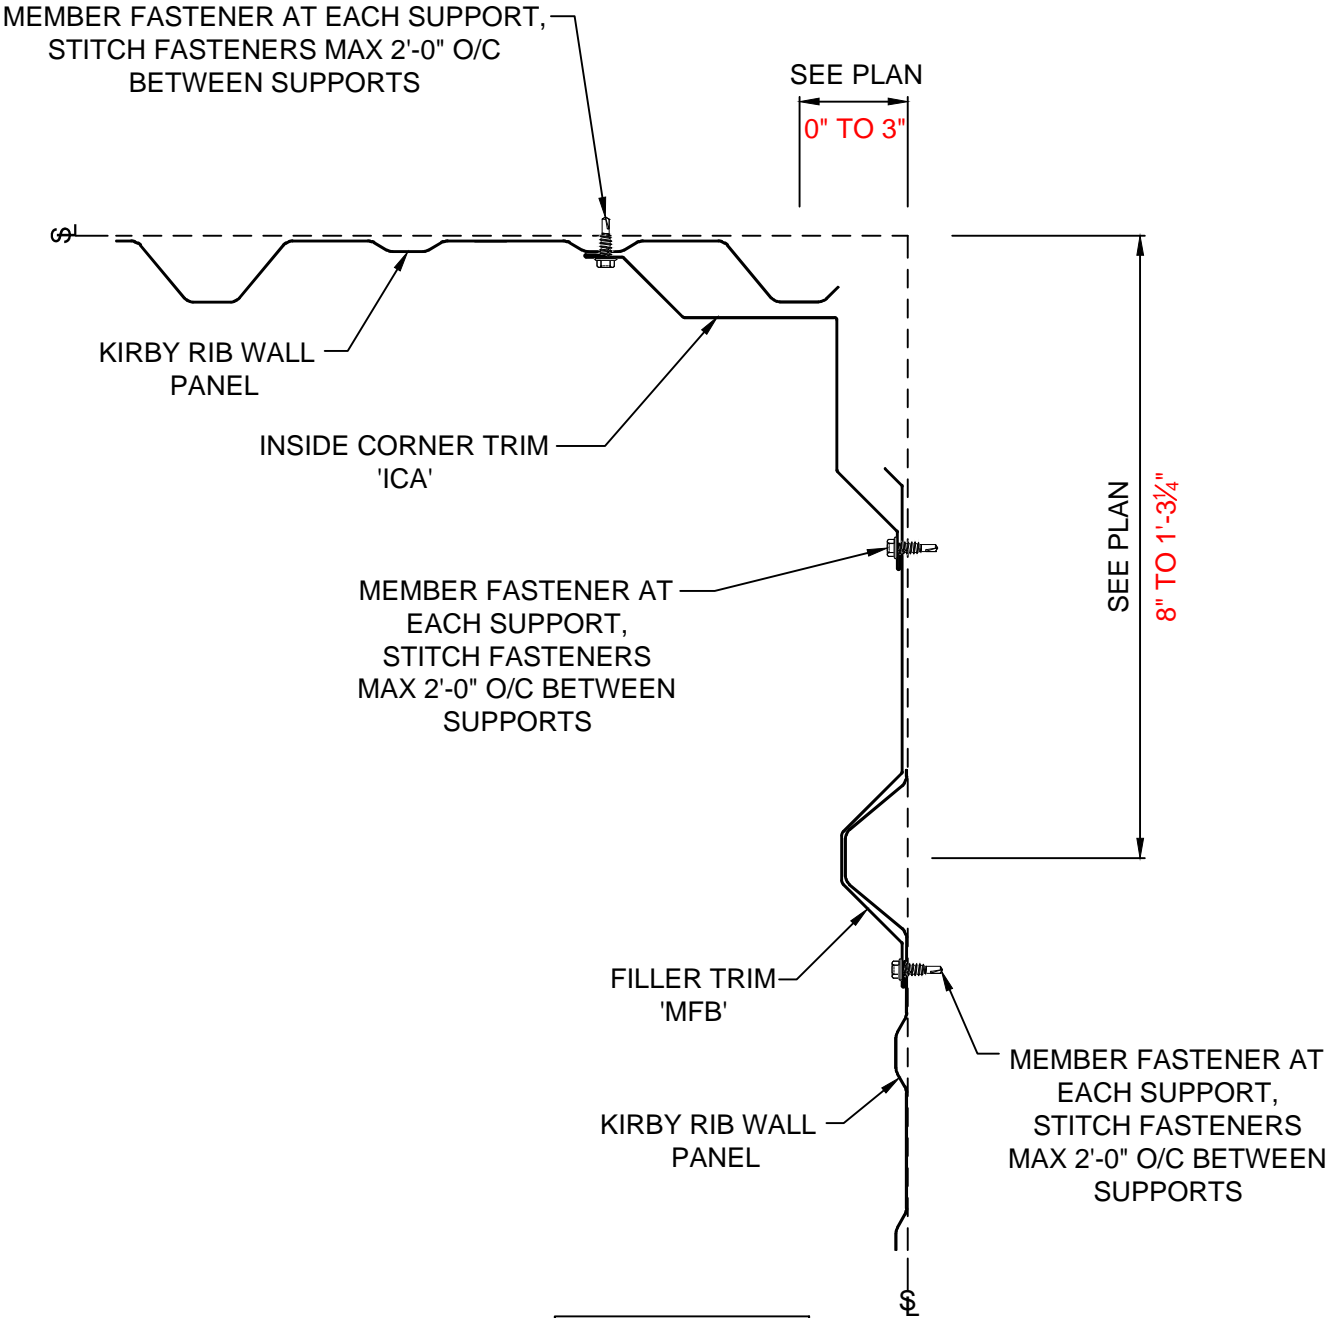 MEMBER FASTENER AT EACH SUPPORT,
STITCH FASTENERS MAX 2'-0" O/C
BETWEEN SUPPORTS
SEE PLAN
0" TO 3"
SL
KIRBY RIB WALL
PANEL
INSIDE CORNER TRIM
'ICA'
SEE PLAN
8" TO 1'-3¼"
MEMBER FASTENER AT
EACH SUPPORT,
STITCH FASTENERS
MAX 2'-0" O/C BETWEEN
SUPPORTS
FILLER TRIM
'MFB'
MEMBER FASTENER AT
EACH SUPPORT,
STITCH FASTENERS
MAX 2'-0" O/C BETWEEN
SUPPORTS
KIRBY RIB WALL
PANEL
SL